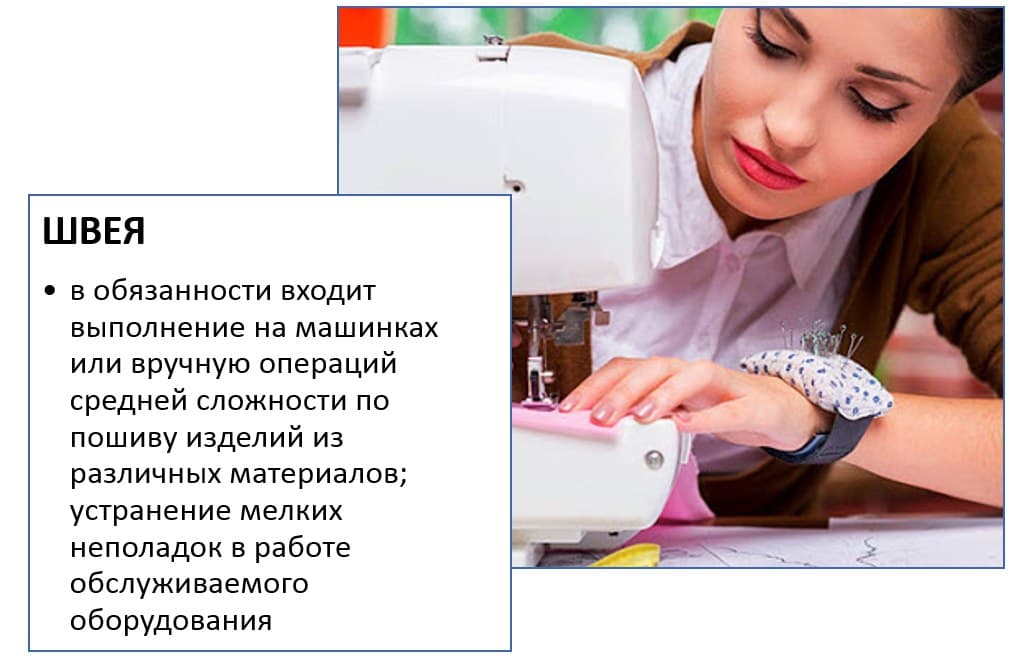 ШВЕЯ
• в обязанности входит
выполнение на машинках
или вручную операций
средней сложности по
пошиву изделий из
различных материалов;
устранение мелких
неполадок в работе
обслуживаемого
оборудования